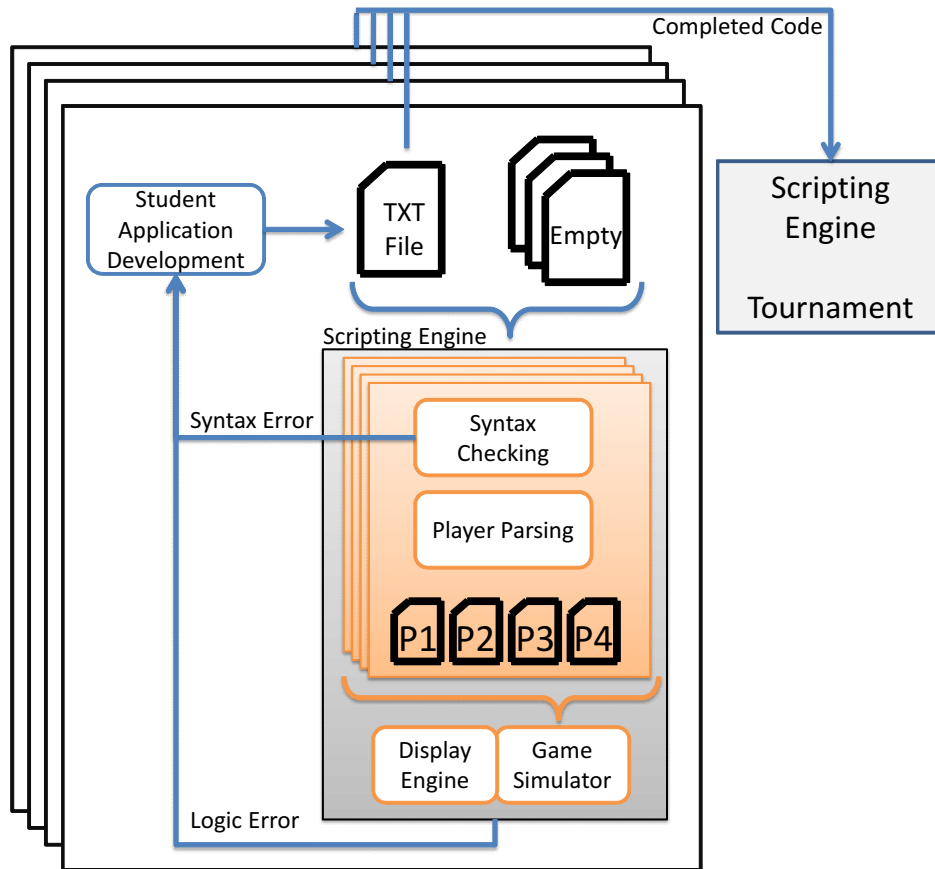 Completed Code
Scripting
Engine
Tournament
Student
Application
Development
TXT
File
Empty
Scripting Engine
Syntax Error
Syntax
Checking
Player Parsing
P1 P2 P3 P4
Display
Engine
Game
Simulator
Logic Error